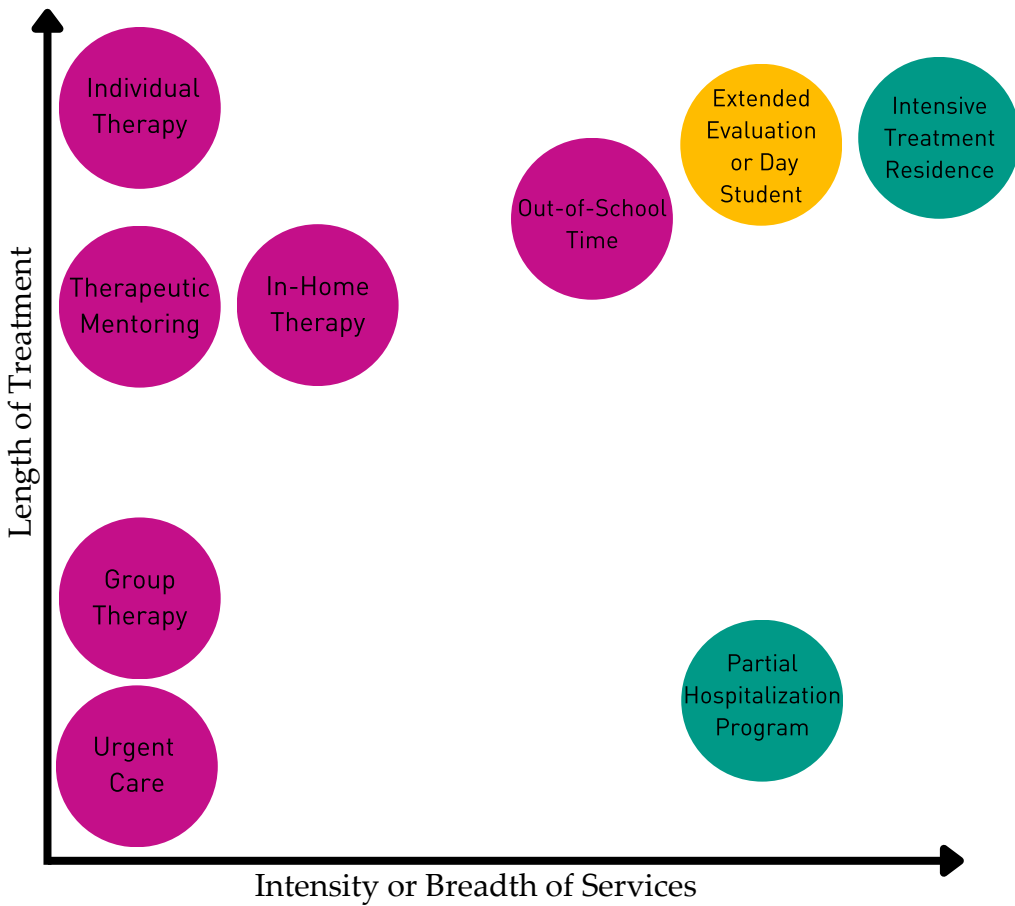 Individual
Therapy
Extended
Evaluation
or Day
Student
Intensive
Treatment
Residence
Out-of-School
Time
Therapeutic
Mentoring
In-Home
Therapy
Length of Treatment
Group
Therapy
Partial
Hospitalization
Program
Urgent
Care
Intensity or Breadth of Services